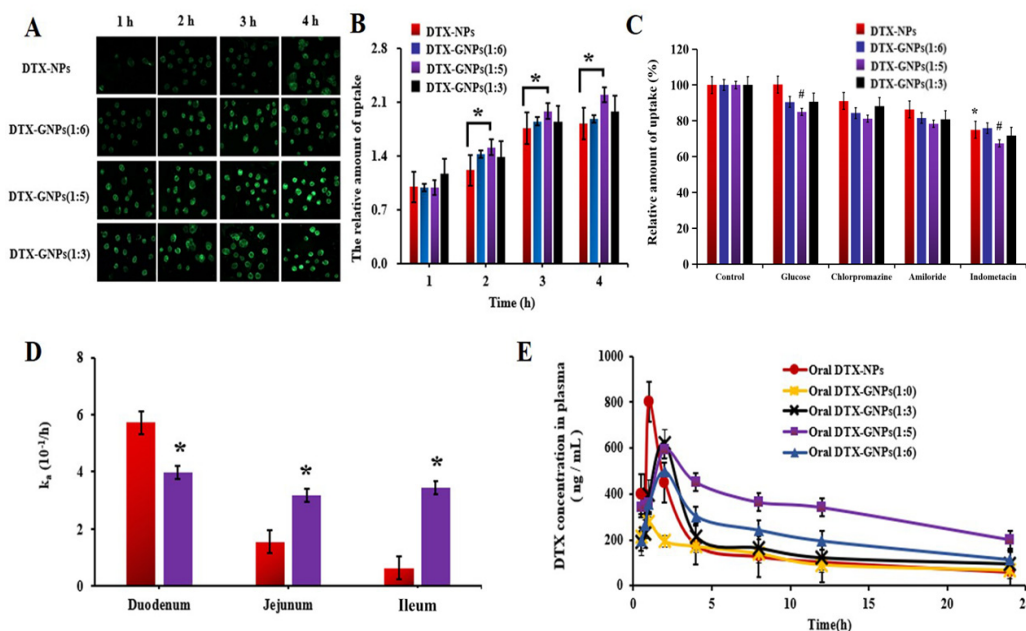 A
1 h 2 h 3 h 4 h
DTX-NPs
DTX-GNPs(1:6)
DTX-GNPs(1:5)
DTX-GNPs(1:3)
B
DTX-NPs
DTX-GNPs(1:6)
DTX-GNPs(1:5)
DTX-GNPs(1:3)
The relative amount of uptake
2.8
2.1
1.4
0.7
0.0
* * *
1 2 3 4
Time (h)
C
DTX-NPs
DTX-GNPs(1:6)
DTX-GNPs(1:5)
DTX-GNPs(1:3)
Relative amount of uptake (%)
120
100
80
60
40
20
0
# * #
Control Glucose Chlorpromazine Amiloride Indometacin
D
kₐ (10⁻¹/h)
8
6
4
2
0
* * *
Duodenum Jejunum Ileum
E
DTX concentration in plasma
( ng / mL )
1000
800
600
400
200
0
Oral DTX-NPs
Oral DTX-GNPs(1:0)
Oral DTX-GNPs(1:3)
Oral DTX-GNPs(1:5)
Oral DTX-GNPs(1:6)
0 5 10 15 20 25
Time(h)